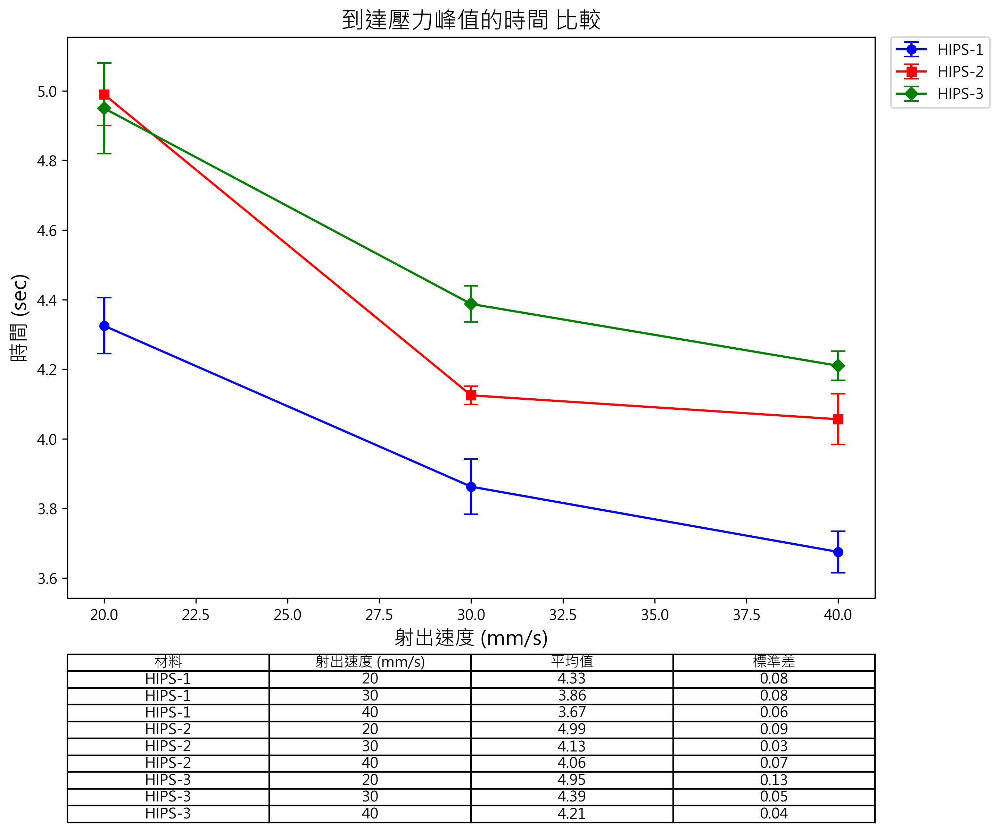 到達壓力峰值的時間 比較
HIPS-1
HIPS-2
HIPS-3
時間 (sec)
5.0
4.8
4.6
4.4
4.2
4.0
3.8
3.6
20.0 22.5 25.0 27.5 30.0 32.5 35.0 37.5 40.0
射出速度 (mm/s)
材料 射出速度 (mm/s) 平均值 標準差
HIPS-1 20 4.33 0.08
HIPS-1 30 3.86 0.08
HIPS-1 40 3.67 0.06
HIPS-2 20 4.99 0.09
HIPS-2 30 4.13 0.03
HIPS-2 40 4.06 0.07
HIPS-3 20 4.95 0.13
HIPS-3 30 4.39 0.05
HIPS-3 40 4.21 0.04